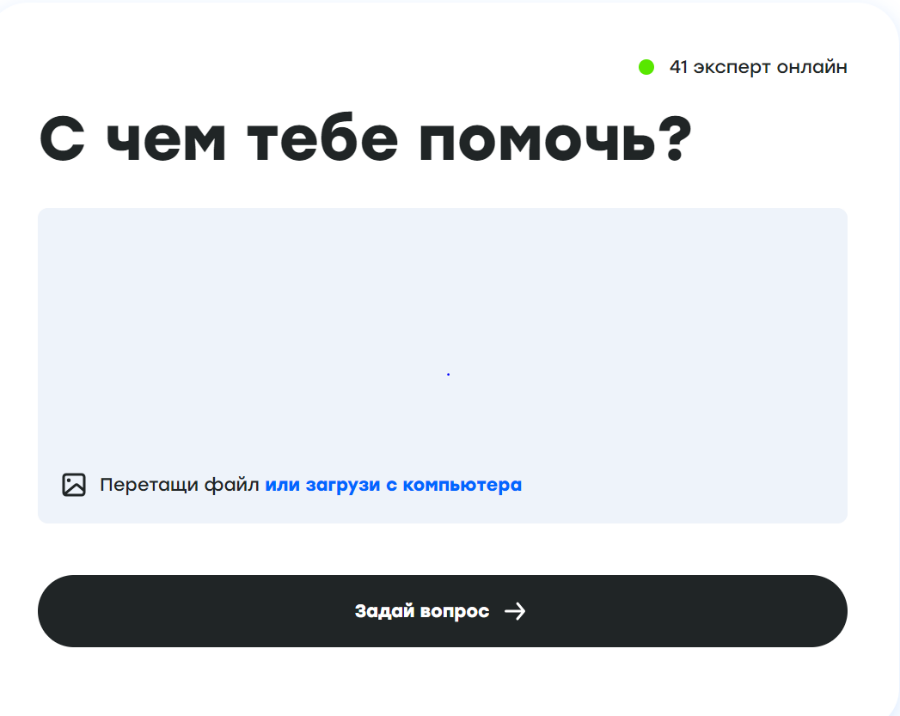 41 эксперт онлайн
С чем тебе помочь?
Перетащи файл или загрузи с компьютера
Задай вопрос →